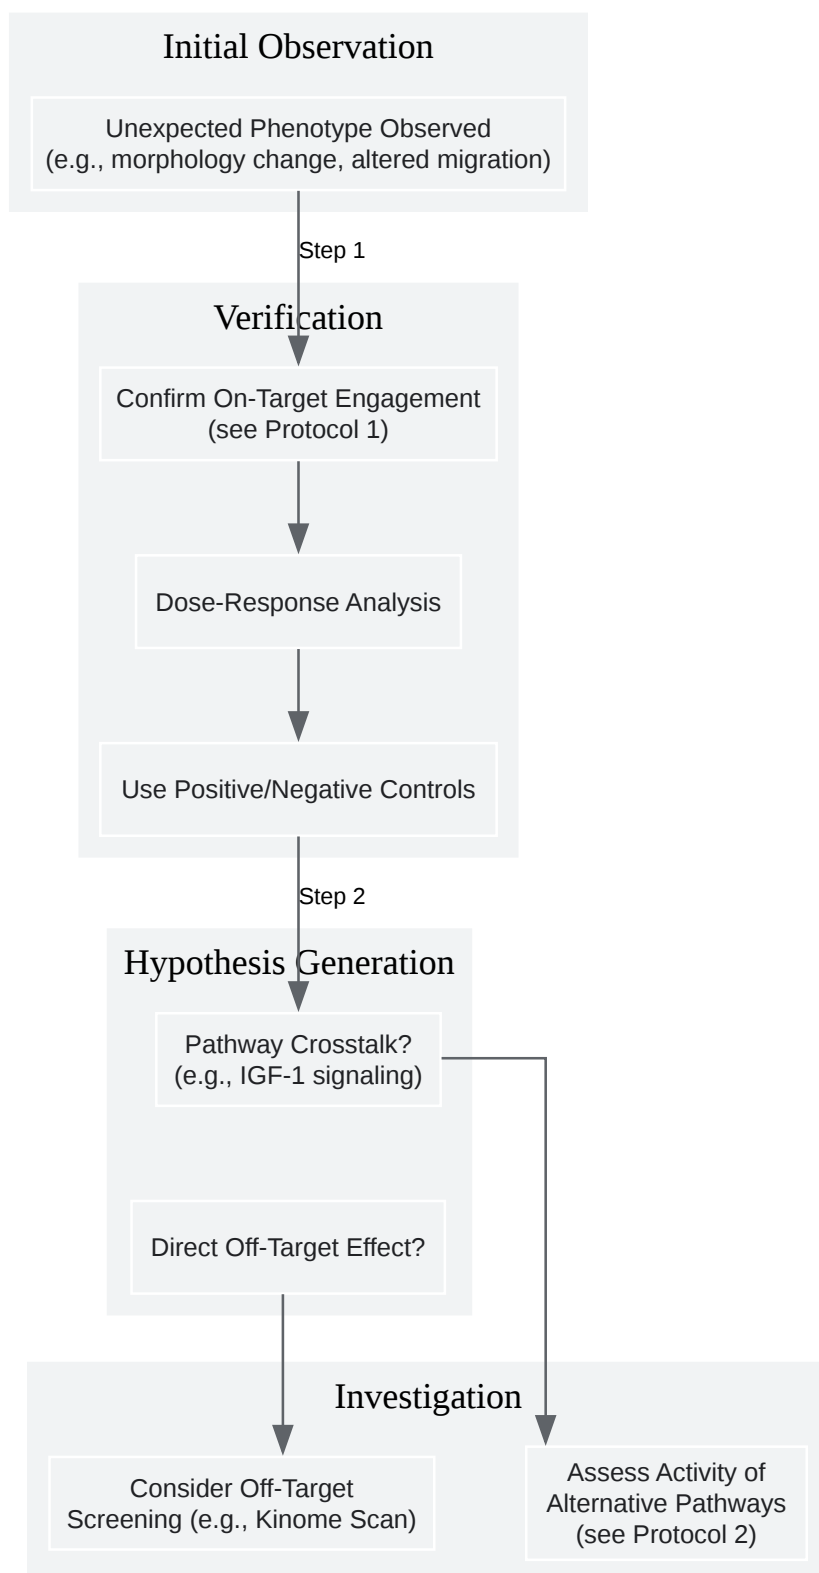 Initial Observation
Unexpected Phenotype Observed
(e.g., morphology change, altered migration)
Step 1
Verification
Confirm On-Target Engagement
(see Protocol 1)
Dose-Response Analysis
Use Positive/Negative Controls
Step 2
Hypothesis Generation
Pathway Crosstalk?
(e.g., IGF-1 signaling)
Direct Off-Target Effect?
Investigation
Consider Off-Target
Screening (e.g., Kinome Scan)
Assess Activity of
Alternative Pathways
(see Protocol 2)